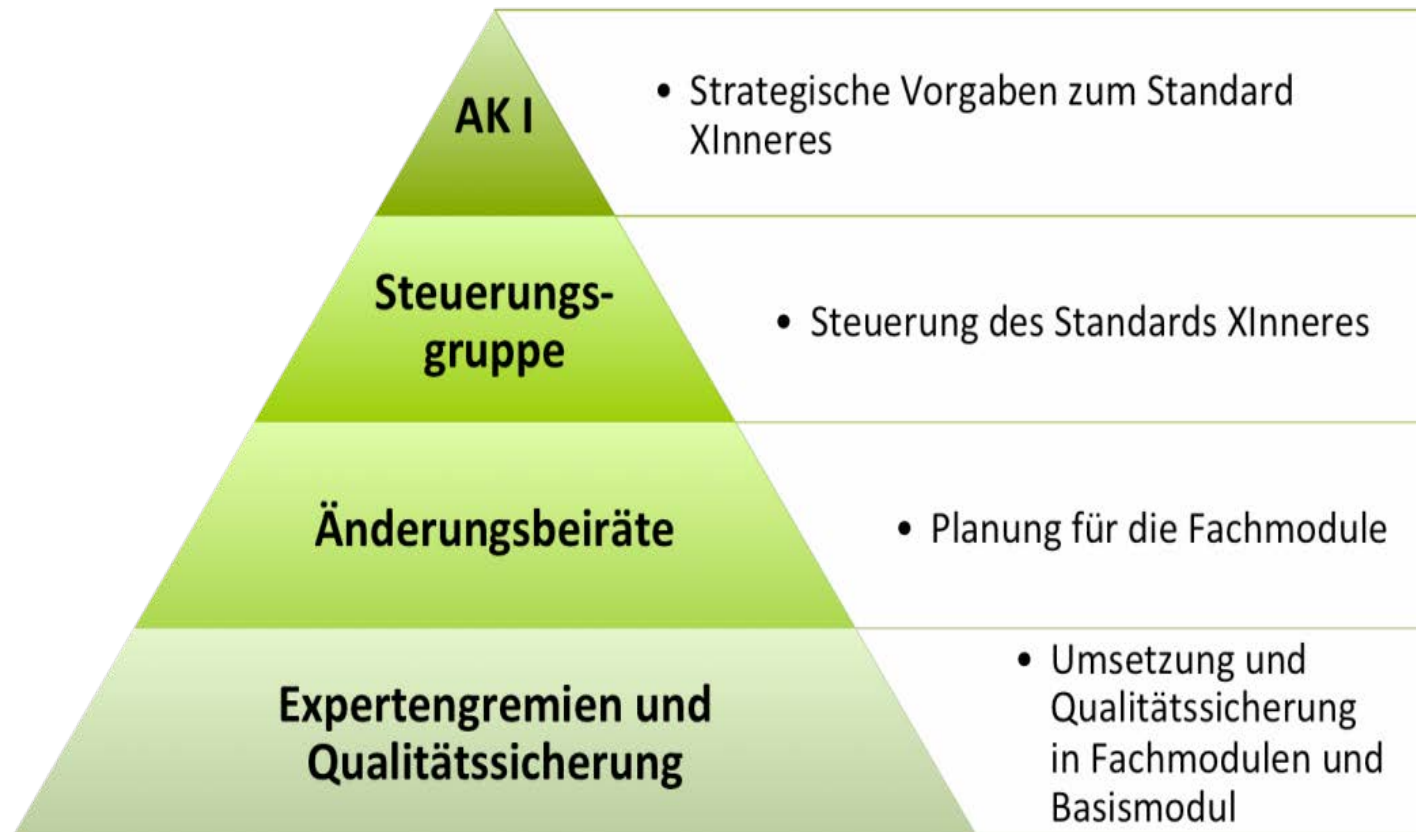 AK I
• Strategische Vorgaben zum Standard
XInneres
Steuerungs-
gruppe
• Steuerung des Standards XInneres
Änderungsbeiräte
• Planung für die Fachmodule
Expertengremien und
Qualitätssicherung
• Umsetzung und
Qualitätssicherung
in Fachmodulen und
Basismodul